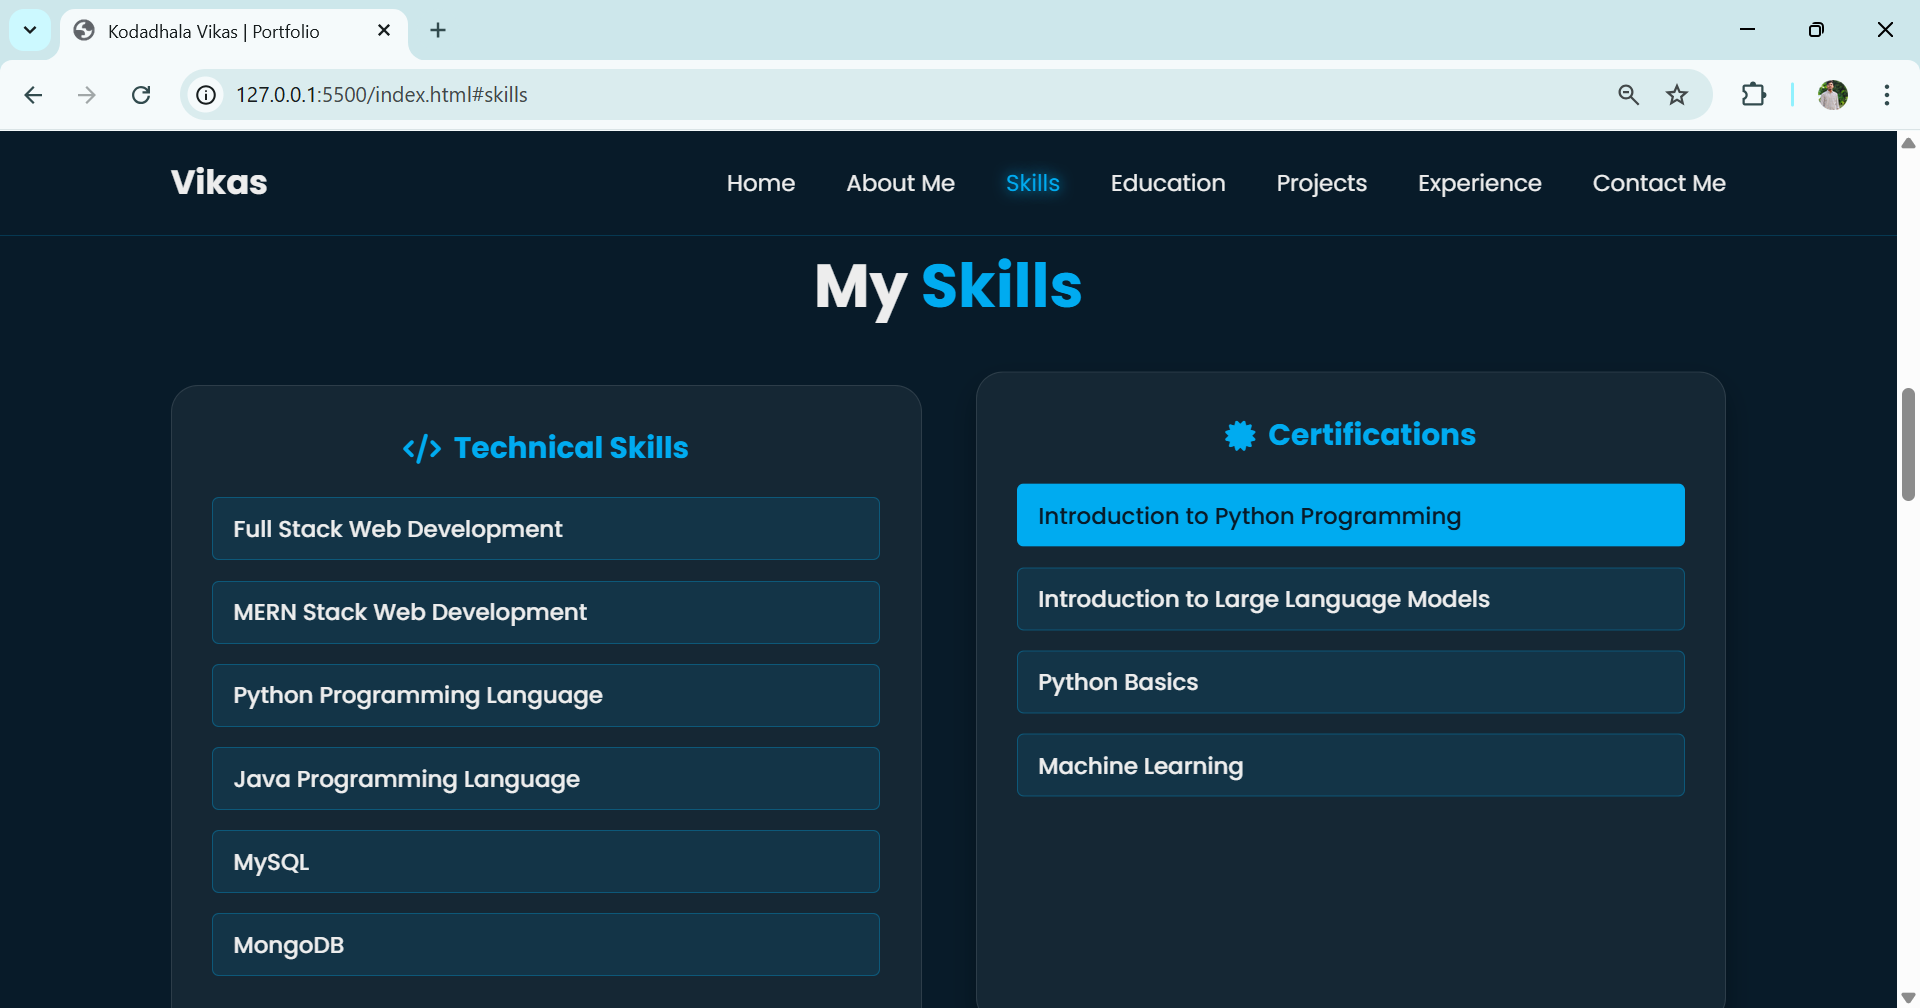 Kodadhala Vikas | Portfolio
127.0.0.1:5500/index.html#skills
Vikas
Home
About Me
Skills
Education
Projects
Experience
Contact Me
My Skills
</> Technical Skills
Full Stack Web Development
MERN Stack Web Development
Python Programming Language
Java Programming Language
MySQL
MongoDB
Certifications
Introduction to Python Programming
Introduction to Large Language Models
Python Basics
Machine Learning